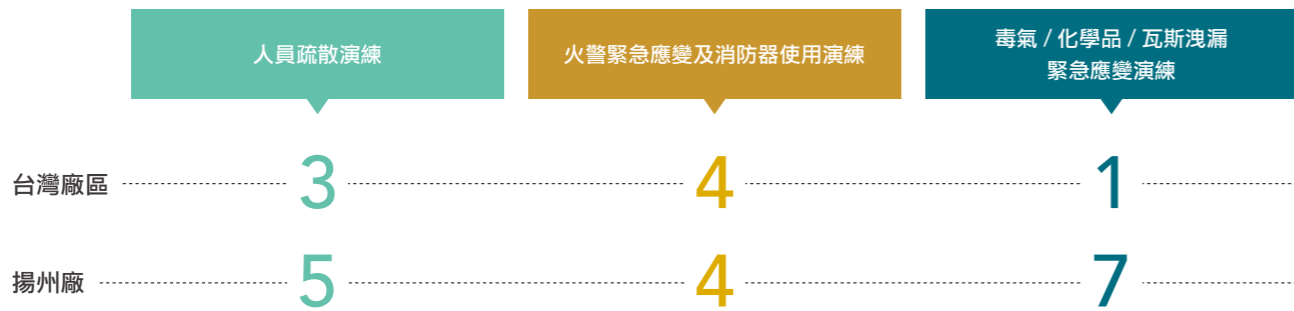 人員疏散演練
火警緊急應變及消防器使用演練
毒氣 / 化學品 / 瓦斯洩漏
緊急應變演練
台灣廠區 3 4 1
揚州廠 5 4 7